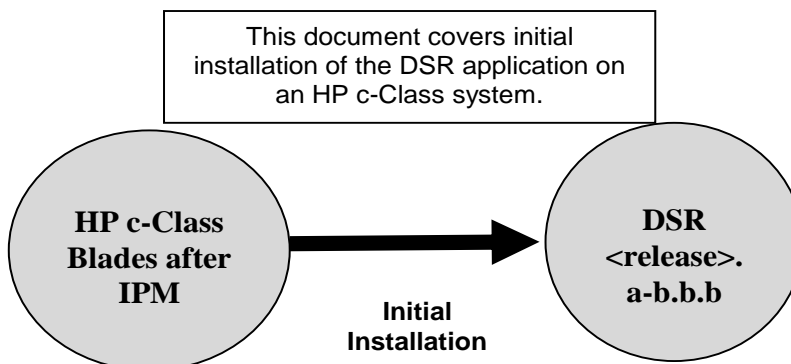 This document covers initial
installation of the DSR application on
an HP c-Class system.
HP c-Class
Blades after
IPM
Initial
Installation
DSR
<release>.
a-b.b.b